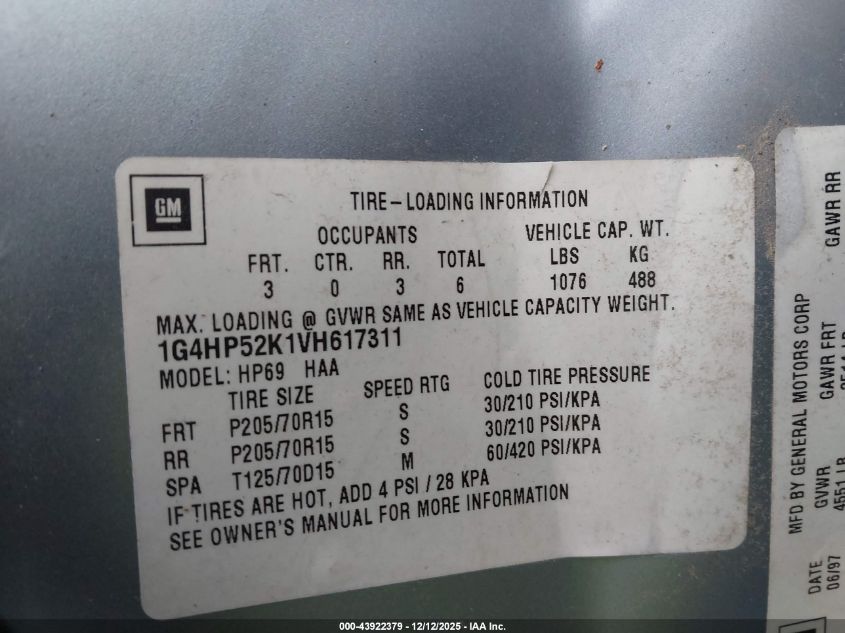 GM
TIRE-LOADING INFORMATION
OCCUPANTS VEHICLE CAP. WT.
FRT. CTR. RR. TOTAL LBS KG
3 0 3 6 1076 488
MAX. LOADING @ GVWR SAME AS VEHICLE CAPACITY WEIGHT.
1G4HP52K1VH617311
MODEL: HP69 HAA
TIRE SIZE SPEED RTG COLD TIRE PRESSURE
FRT P205/70R15 S 30/210 PSI/KPA
RR P205/70R15 S 30/210 PSI/KPA
SPA T125/70D15 M 60/420 PSI/KPA
IF TIRES ARE HOT, ADD 4 PSI / 28 KPA
SEE OWNER'S MANUAL FOR MORE INFORMATION
MFD BY GENERAL MOTORS CORP
DATE GVWR GAWR FRT GAWR RR
06/97 4551 LB
000-43922379 - 12/12/2025 - IAA Inc.